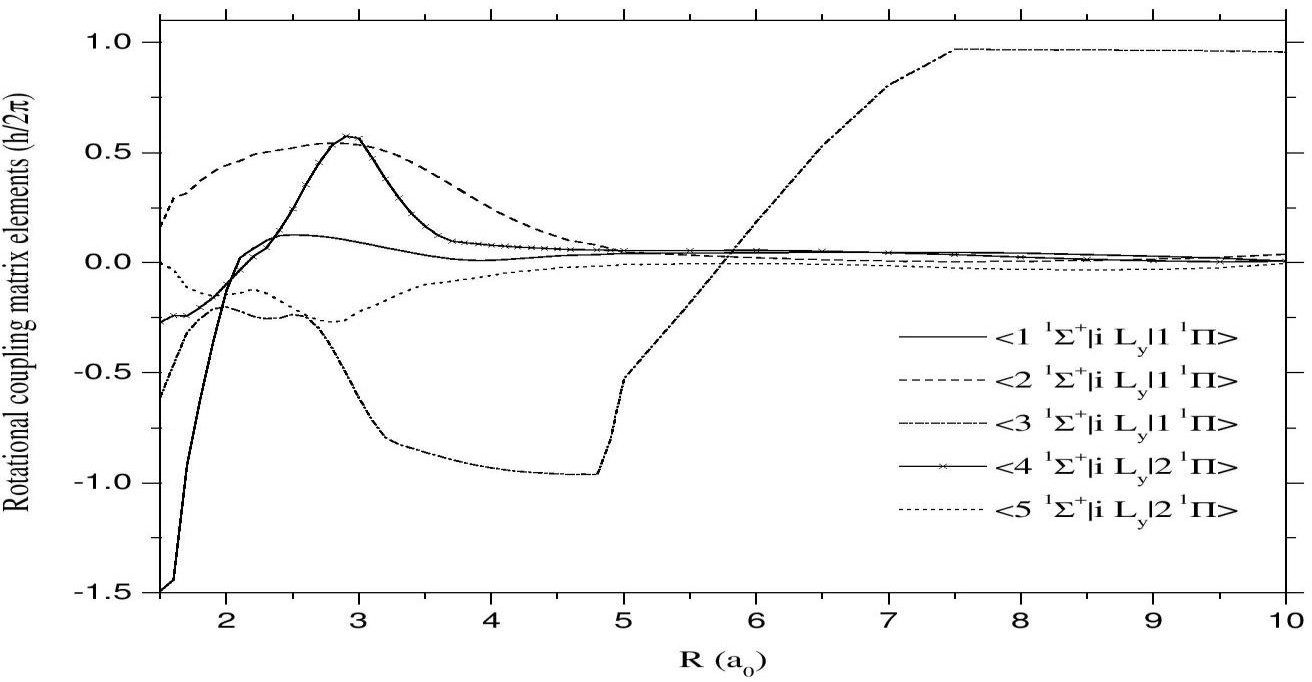 Rotational coupling matrix elements (h/2π)
1.0
0.5
0.0
-0.5
-1.0
-1.5
<1 ¹Σ⁺|i L_y|1 ¹Π>
<2 ¹Σ⁺|i L_y|1 ¹Π>
<3 ¹Σ⁺|i L_y|1 ¹Π>
<4 ¹Σ⁺|i L_y|2 ¹Π>
<5 ¹Σ⁺|i L_y|2 ¹Π>
2 3 4 5 6 7 8 9 10
R (a₀)